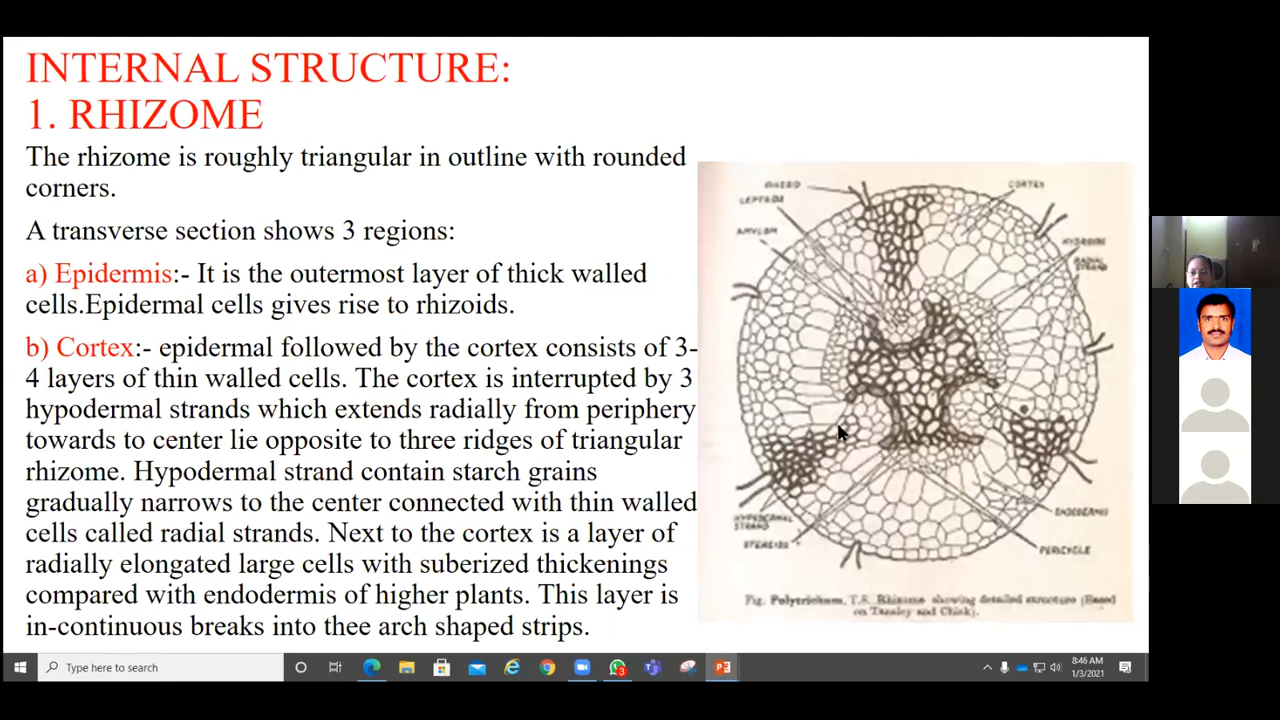 INTERNAL STRUCTURE:
1. RHIZOME
The rhizome is roughly triangular in outline with rounded
corners.
A transverse section shows 3 regions:
a) Epidermis:- It is the outermost layer of thick walled
cells.Epidermal cells gives rise to rhizoids.
b) Cortex:- epidermal followed by the cortex consists of 3-
4 layers of thin walled cells. The cortex is interrupted by 3
hypodermal strands which extends radially from periphery
towards to center lie opposite to three ridges of triangular
rhizome. Hypodermal strand contain starch grains
gradually narrows to the center connected with thin walled
cells called radial strands. Next to the cortex is a layer of
radially elongated large cells with suberized thickenings
compared with endodermis of higher plants. This layer is
in-continuous breaks into thee arch shaped strips.
RHIZOID
LEPTOIDS
AMYLOM
CORTEX
HYDROIDS
RADIAL
STRAND
HYPODERMAL
STRAND
STEREIDS
ENDODERMIS
PERICYCLE
Fig. Polytrichum, T.S. Rhizome showing detailed structure (Based
on Tansley and Chick).
Type here to search
3
8:46 AM
1/3/2021